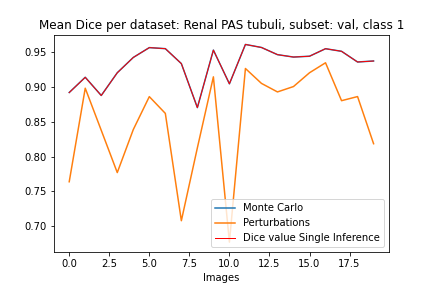 Mean Dice per dataset: Renal PAS tubuli, subset: val, class 1
0.95
0.90
0.85
0.80
0.75
0.70
Monte Carlo
Perturbations
Dice value Single Inference
0.0 2.5 5.0 7.5 10.0 12.5 15.0 17.5
Images